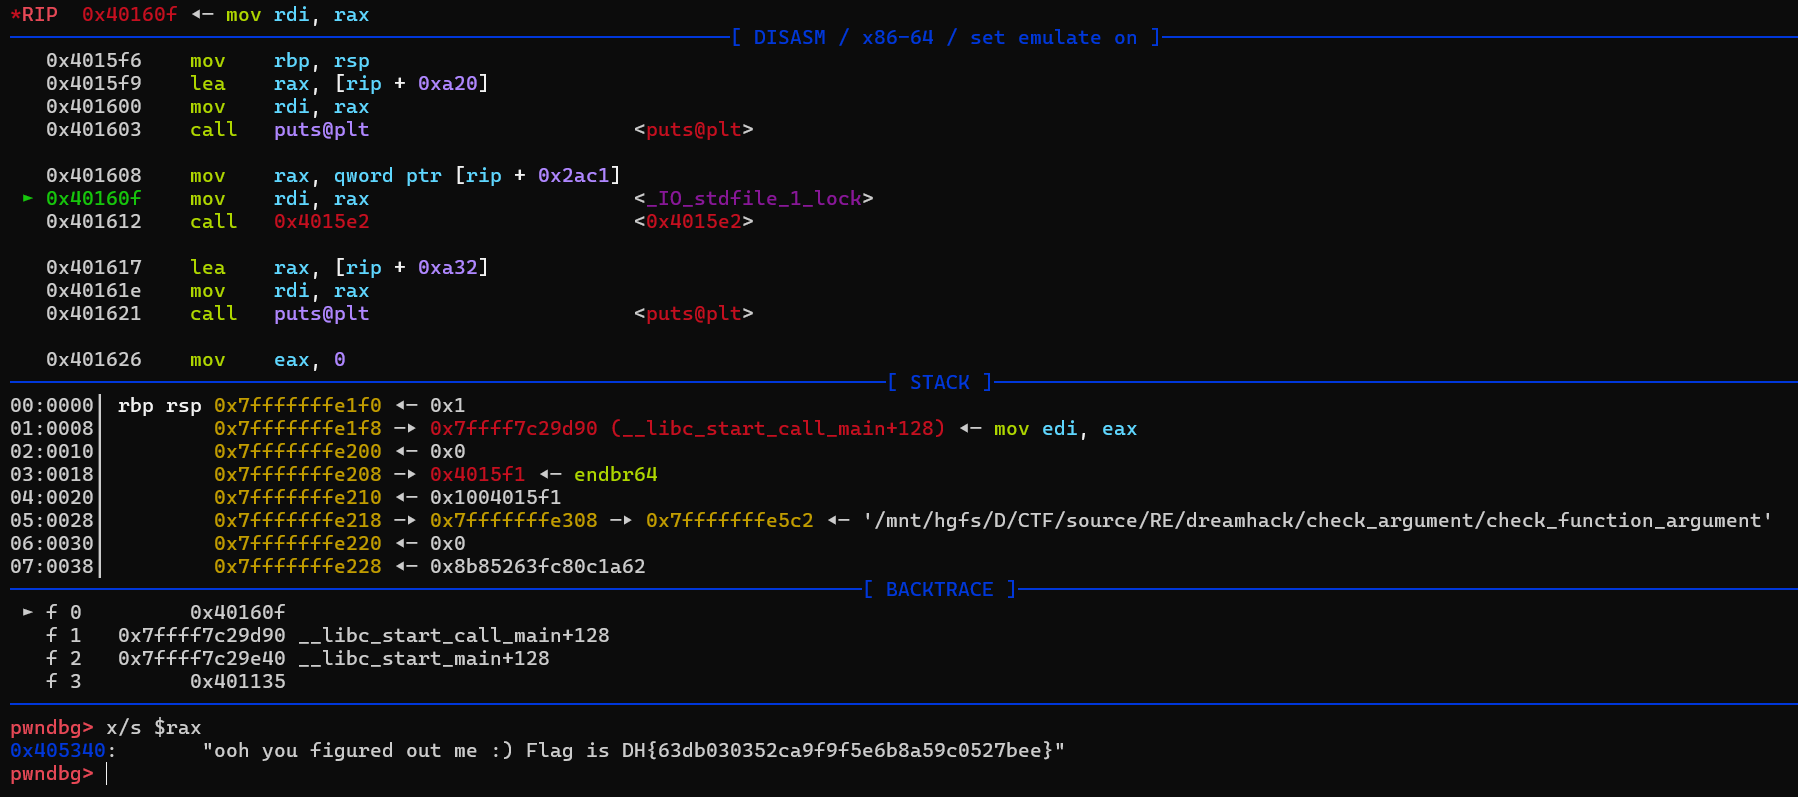 *RIP  0x40160f ◂— mov rdi, rax
[ DISASM / x86-64 / set emulate on ]
0x4015f6    mov    rbp, rsp
0x4015f9    lea    rax, [rip + 0xa20]
0x401600    mov    rdi, rax
0x401603    call   puts@plt                      <puts@plt>
0x401608    mov    rax, qword ptr [rip + 0x2ac1]
► 0x40160f    mov    rdi, rax                      <_IO_stdfile_1_lock>
0x401612    call   0x4015e2                      <0x4015e2>
0x401617    lea    rax, [rip + 0xa32]
0x40161e    mov    rdi, rax
0x401621    call   puts@plt                      <puts@plt>
0x401626    mov    eax, 0
[ STACK ]
00:0000│ rbp rsp 0x7fffffffe1f0 ◂— 0x1
01:0008│         0x7fffffffe1f8 —▸ 0x7ffff7c29d90 (__libc_start_call_main+128) ◂— mov edi, eax
02:0010│         0x7fffffffe200 ◂— 0x0
03:0018│         0x7fffffffe208 —▸ 0x4015f1 ◂— endbr64
04:0020│         0x7fffffffe210 ◂— 0x1004015f1
05:0028│         0x7fffffffe218 —▸ 0x7fffffffe308 —▸ 0x7fffffffe5c2 ◂— '/mnt/hgfs/D/CTF/source/RE/dreamhack/check_argument/check_function_argument'
06:0030│         0x7fffffffe220 ◂— 0x0
07:0038│         0x7fffffffe228 ◂— 0x8b85263fc80c1a62
[ BACKTRACE ]
► f 0         0x40160f
f 1   0x7ffff7c29d90 __libc_start_call_main+128
f 2   0x7ffff7c29e40 __libc_start_main+128
f 3         0x401135
pwndbg> x/s $rax
0x405340:       "ooh you figured out me :) Flag is DH{63db030352ca9f9f5e6b8a59c0527bee}"
pwndbg>